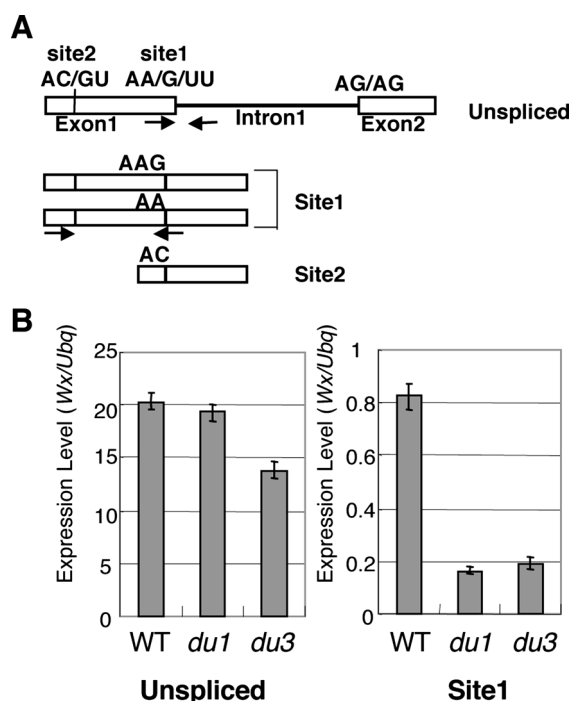 A
site2 site1
AC/GU AA/G/UU AG/AG
Exon1 Intron1 Exon2 Unspliced
AAG
AA Site1
AC Site2
B
Expression Level (Wx/Ubq)
25
20
15
10
5
0
WT du1 du3
Unspliced
Expression Level (Wx/Ubq)
1
0.8
0.6
0.4
0.2
0
WT du1 du3
Site1